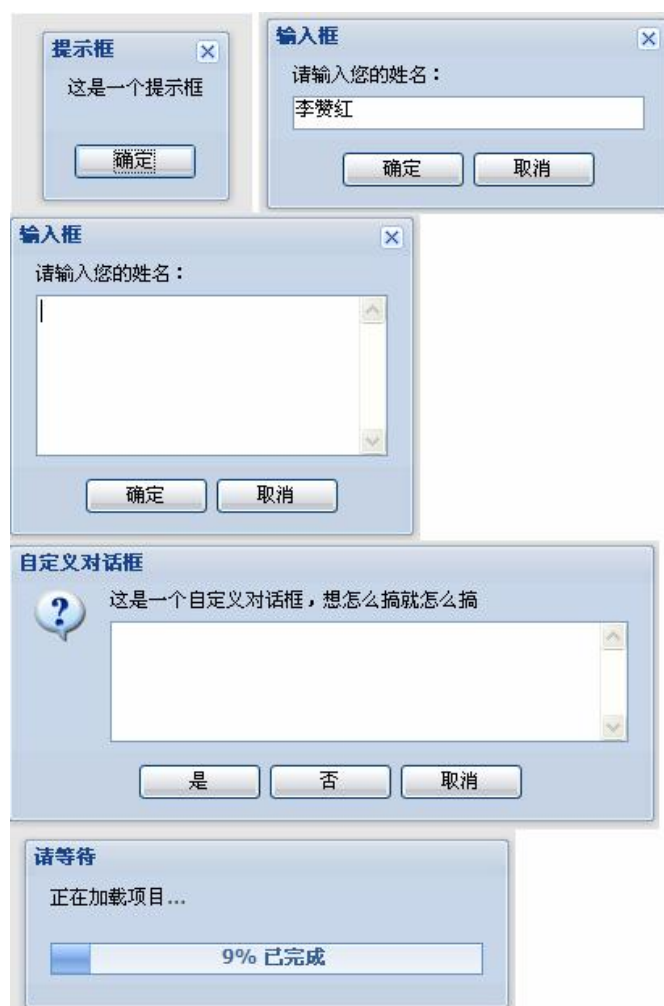 提示框
这是一个提示框
确定
输入框
请输入您的姓名：
李赞红
确定 取消
输入框
请输入您的姓名：
确定 取消
自定义对话框
这是一个自定义对话框，想怎么搞就怎么搞
是 否 取消
请等待
正在加载项目...
9% 已完成